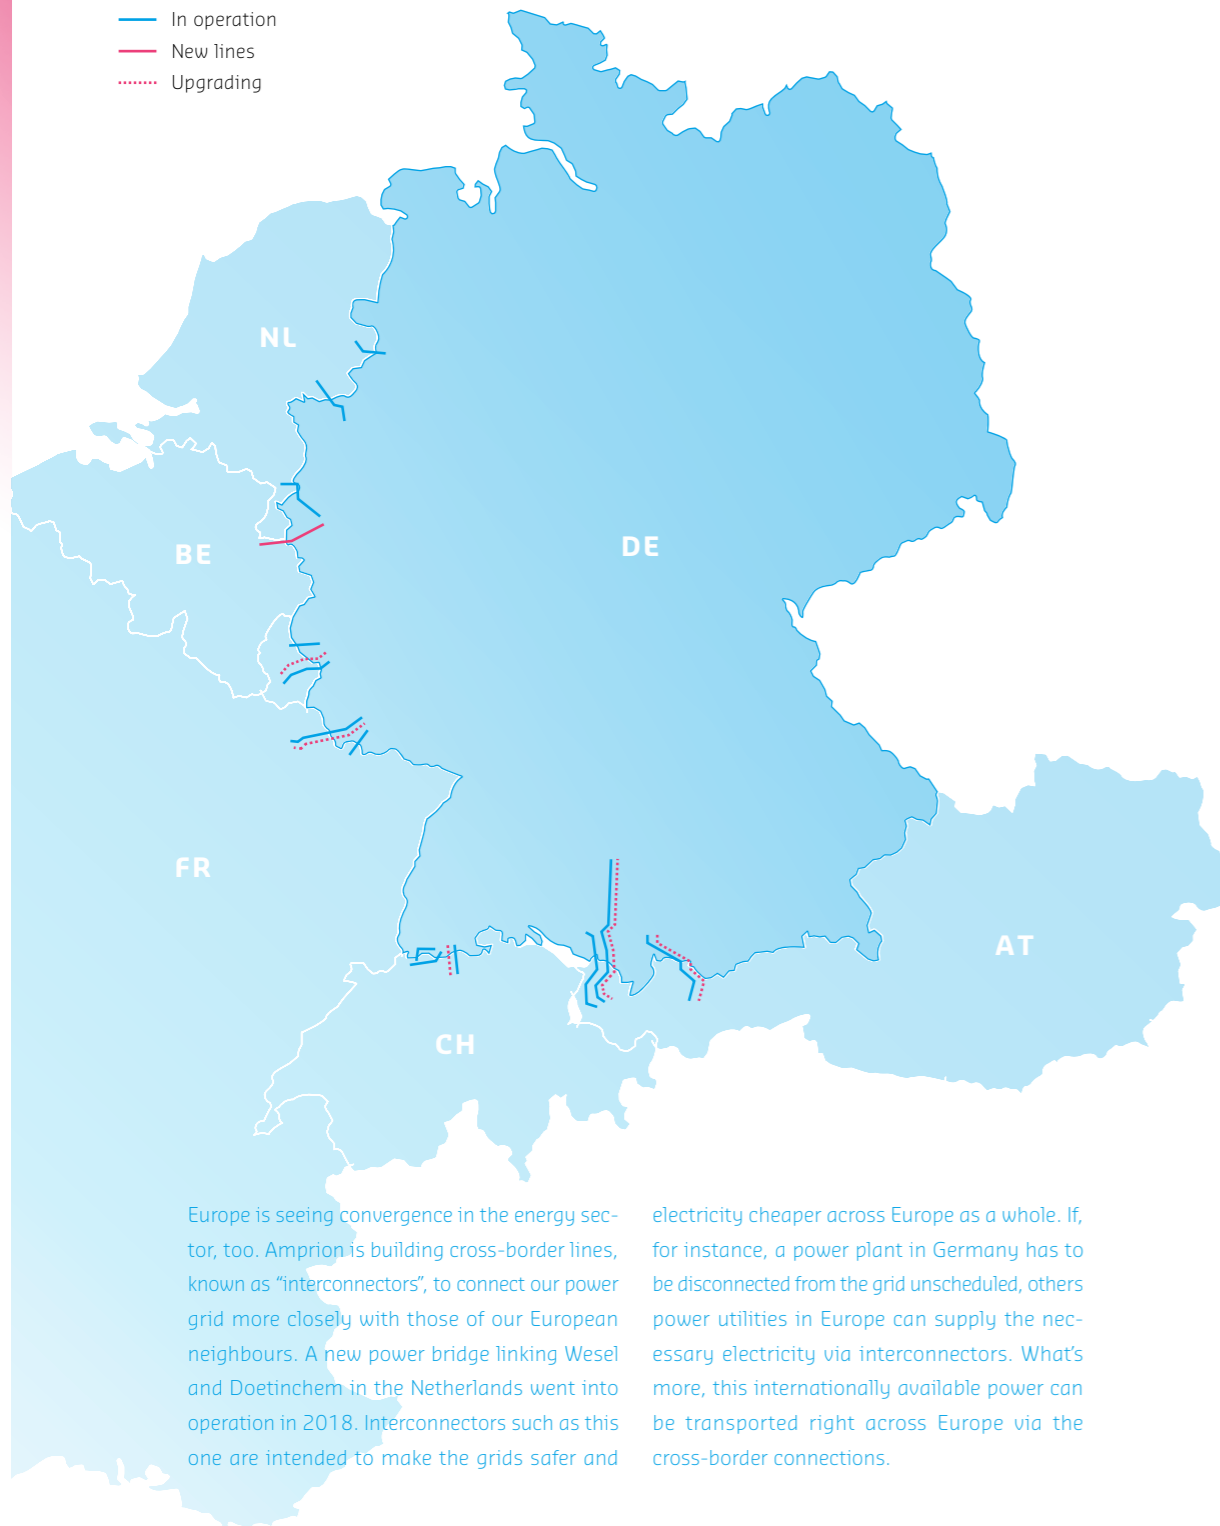 In operation
New lines
Upgrading
NL
BE
DE
FR
AT
CH
Europe is seeing convergence in the energy sec-
tor, too. Amprion is building cross-border lines,
known as “interconnectors”, to connect our power
grid more closely with those of our European
neighbours. A new power bridge linking Wesel
and Doetinchem in the Netherlands went into
operation in 2018. Interconnectors such as this
one are intended to make the grids safer and
electricity cheaper across Europe as a whole. If,
for instance, a power plant in Germany has to
be disconnected from the grid unscheduled, others
power utilities in Europe can supply the nec-
essary electricity via interconnectors. What’s
more, this internationally available power can
be transported right across Europe via the
cross-border connections.